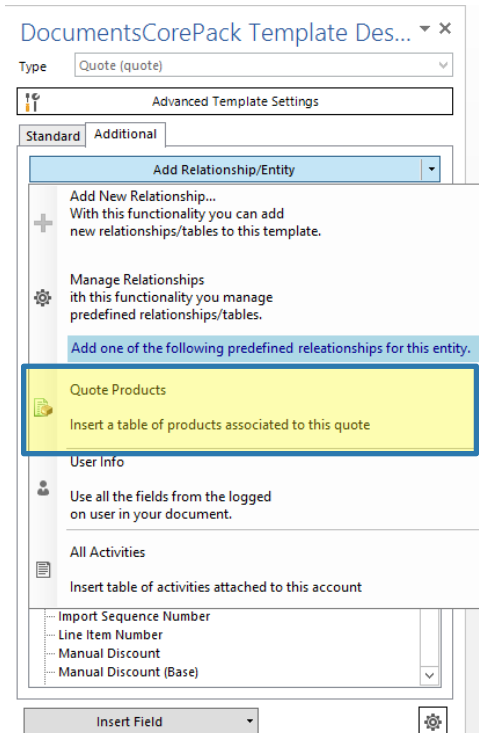 DocumentsCorePack Template Des...
Type Quote (quote)
Advanced Template Settings
Standard Additional
Add Relationship/Entity
Add New Relationship...
With this functionality you can add
new relationships/tables to this template.
Manage Relationships
ith this functionality you manage
predefined relationships/tables.
Add one of the following predefined releationships for this entity.
Quote Products
Insert a table of products associated to this quote
User Info
Use all the fields from the logged
on user in your document.
All Activities
Insert table of activities attached to this account
Import Sequence Number
Line Item Number
Manual Discount
Manual Discount (Base)
Insert Field